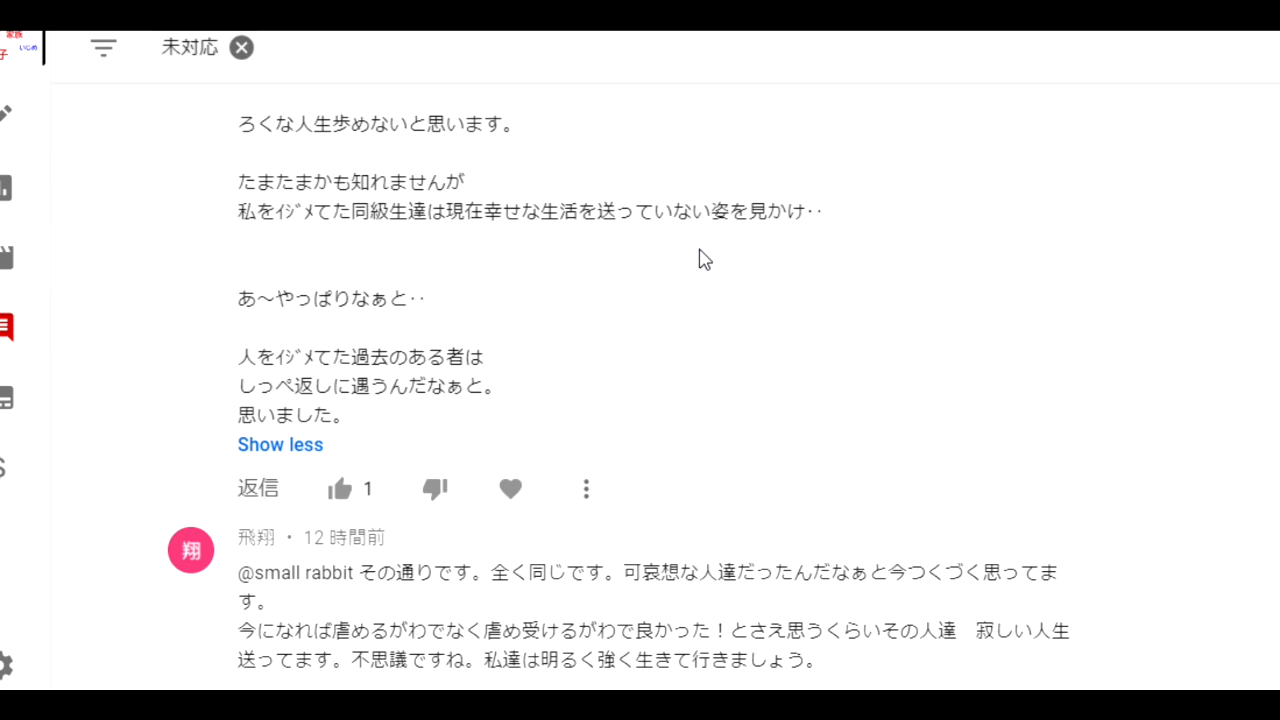 家族
いじめ
子
未対応
ろくな人生歩めないと思います。
たまたまかも知れませんが
私をｲｼﾞﾒてた同級生達は現在幸せな生活を送っていない姿を見かけ‥
あ～やっぱりなぁと‥
人をｲｼﾞﾒてた過去のある者は
しっぺ返しに遇うんだなぁと。
思いました。
Show less
返信 1
翔
飛翔 ・ 12 時間前
@small rabbit その通りです。全く同じです。可哀想な人達だったんだなぁと今つくづく思ってま
す。
今になれば虐めるがわでなく虐め受けるがわで良かった！とさえ思うくらいその人達　寂しい人生
送ってます。不思議ですね。私達は明るく強く生きて行きましょう。